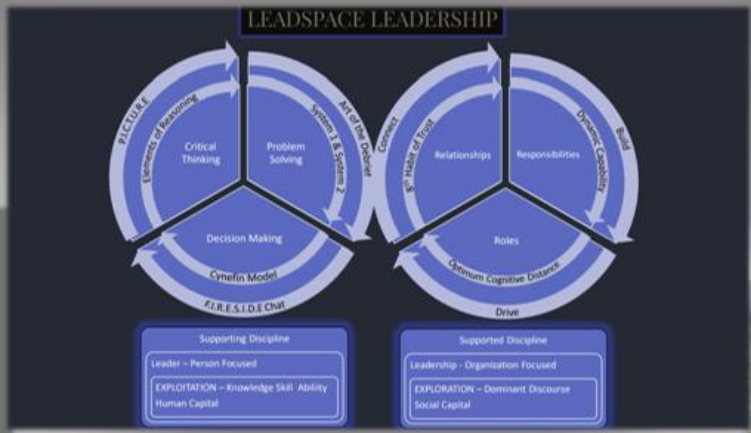 LEADSPACE LEADERSHIP
P.I.C.T.U.R.E
Elements of Reasoning
Critical
Thinking
Art of the Debrief
System 1 & System 2
Problem
Solving
Decision Making
Cynefin Model
F.I.R.E.S.I.D.E Chat
Connect
8th Habit of Trust
Relationships
Build
Dynamic Capability
Responsibilities
Roles
Optimum Cognitive Distance
Drive
Supporting Discipline
Leader – Person Focused
EXPLOITATION – Knowledge Skill Ability
Human Capital
Supported Discipline
Leadership - Organization Focused
EXPLORATION – Dominant Discourse
Social Capital